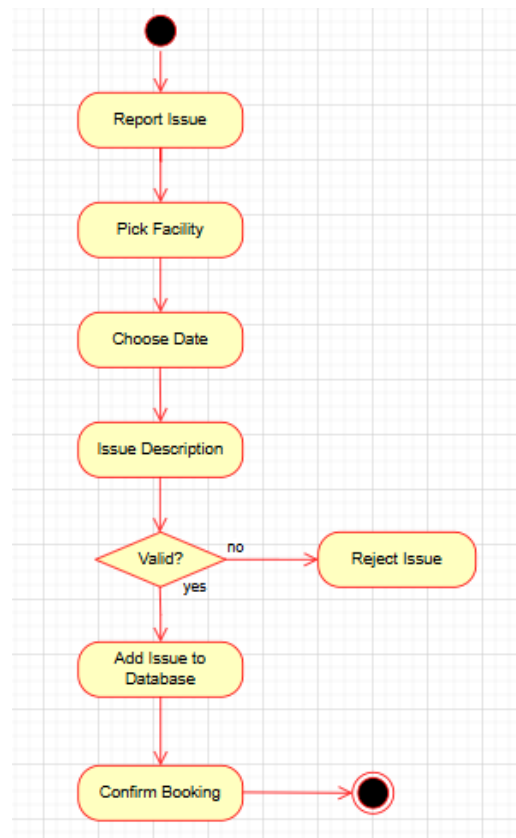 Report Issue
Pick Facility
Choose Date
Issue Description
Valid?
no
Reject Issue
yes
Add Issue to
Database
Confirm Booking